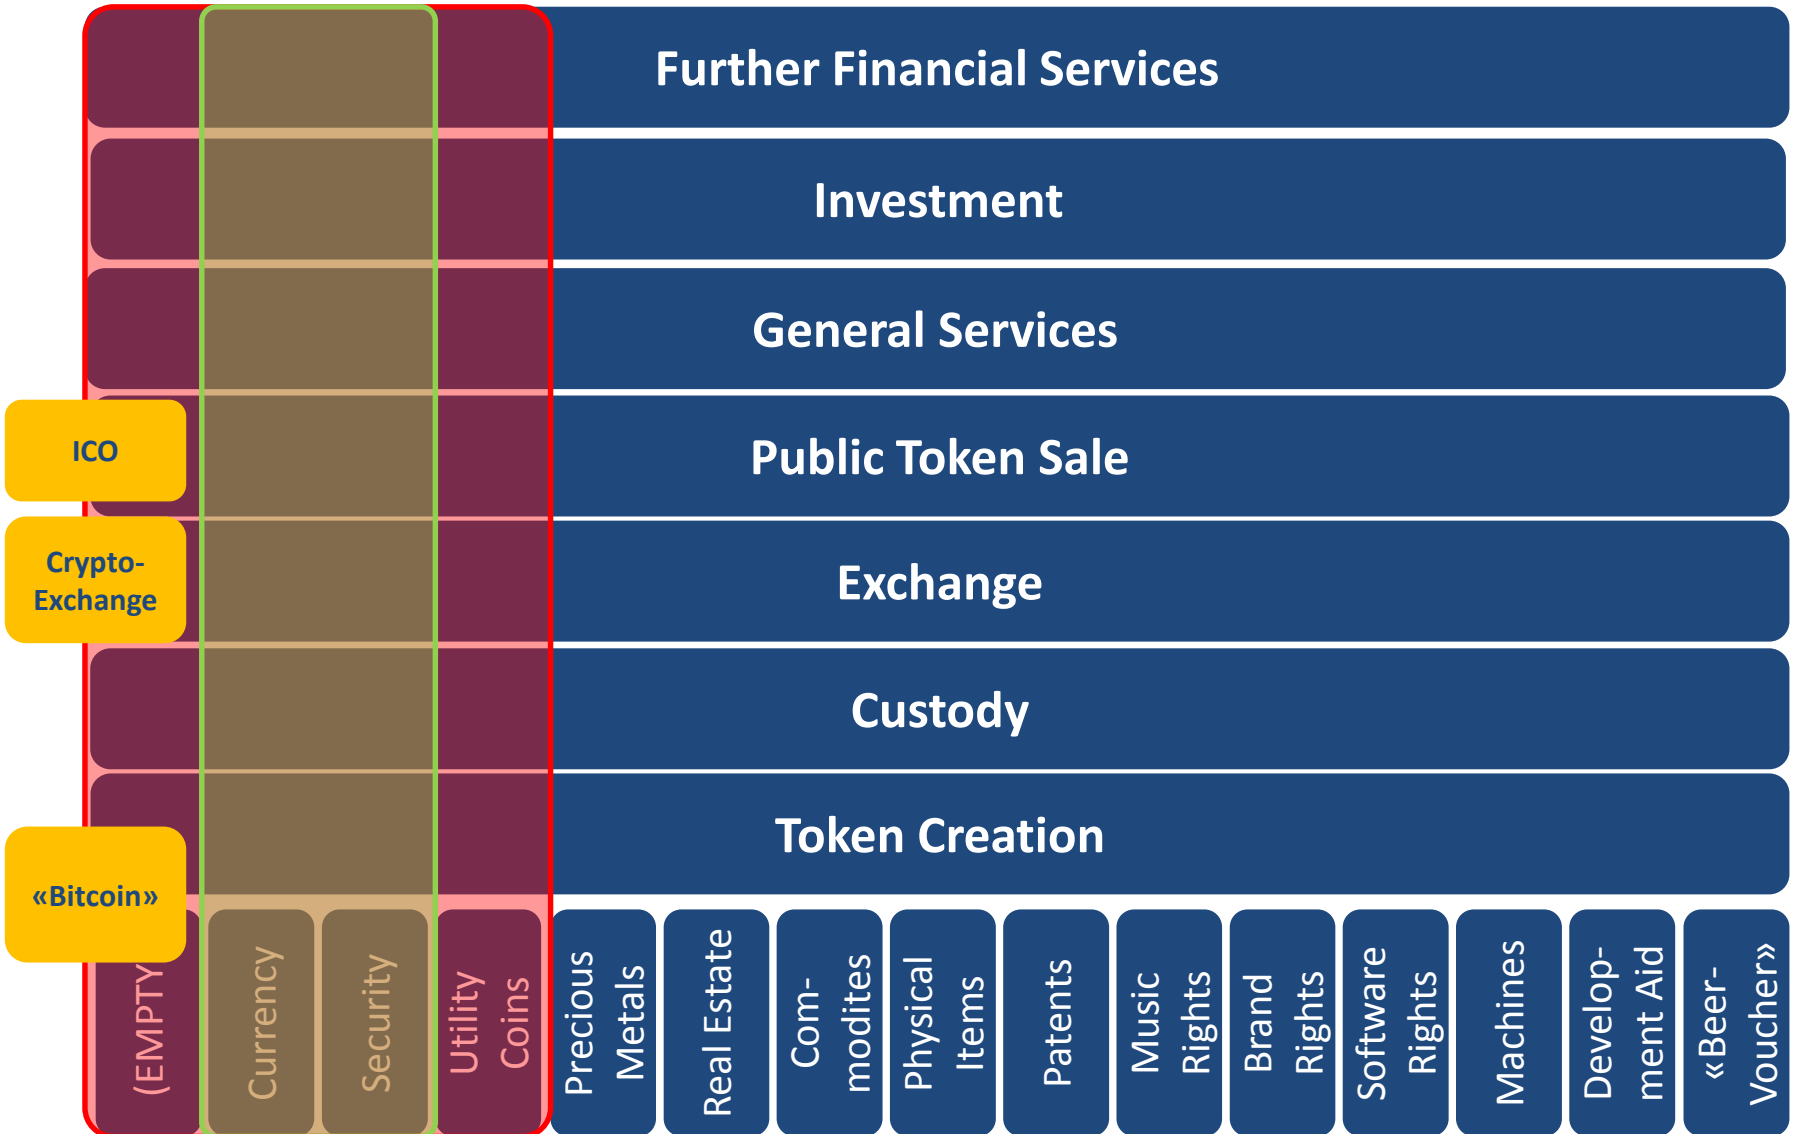 Further Financial Services
Investment
General Services
ICO
Public Token Sale
Crypto-
Exchange
Exchange
Custody
Token Creation
«Bitcoin»
(EMPTY
Currency
Security
Utility
Coins
Precious
Metals
Real Estate
Com-
modites
Physical
Items
Patents
Music
Rights
Brand
Rights
Software
Rights
Machines
Develop-
ment Aid
«Beer-
Voucher»